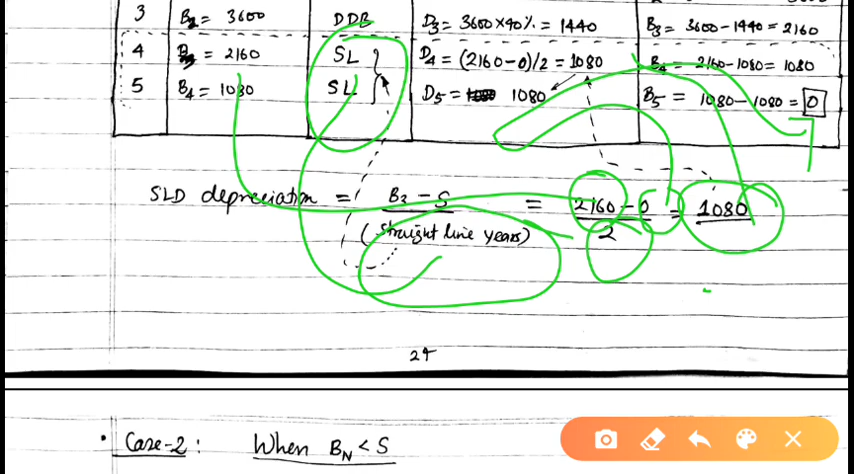 3 B₂ = 3600 DDB D₃ = 3600×40% = 1440 B₃ = 3600-1440 = 2160
4 B₃ = 2160 SL D₄ = (2160-0)/2 = 1080 B₄ = 2160-1080 = 1080
5 B₄ = 1080 SL D₅ = 1080 B₅ = 1080-1080 = 0
SLD depreciation = B₃ - S / (straight line years) = 2160-0 / 2 = 1080
24
• Case-2: When B_N < S